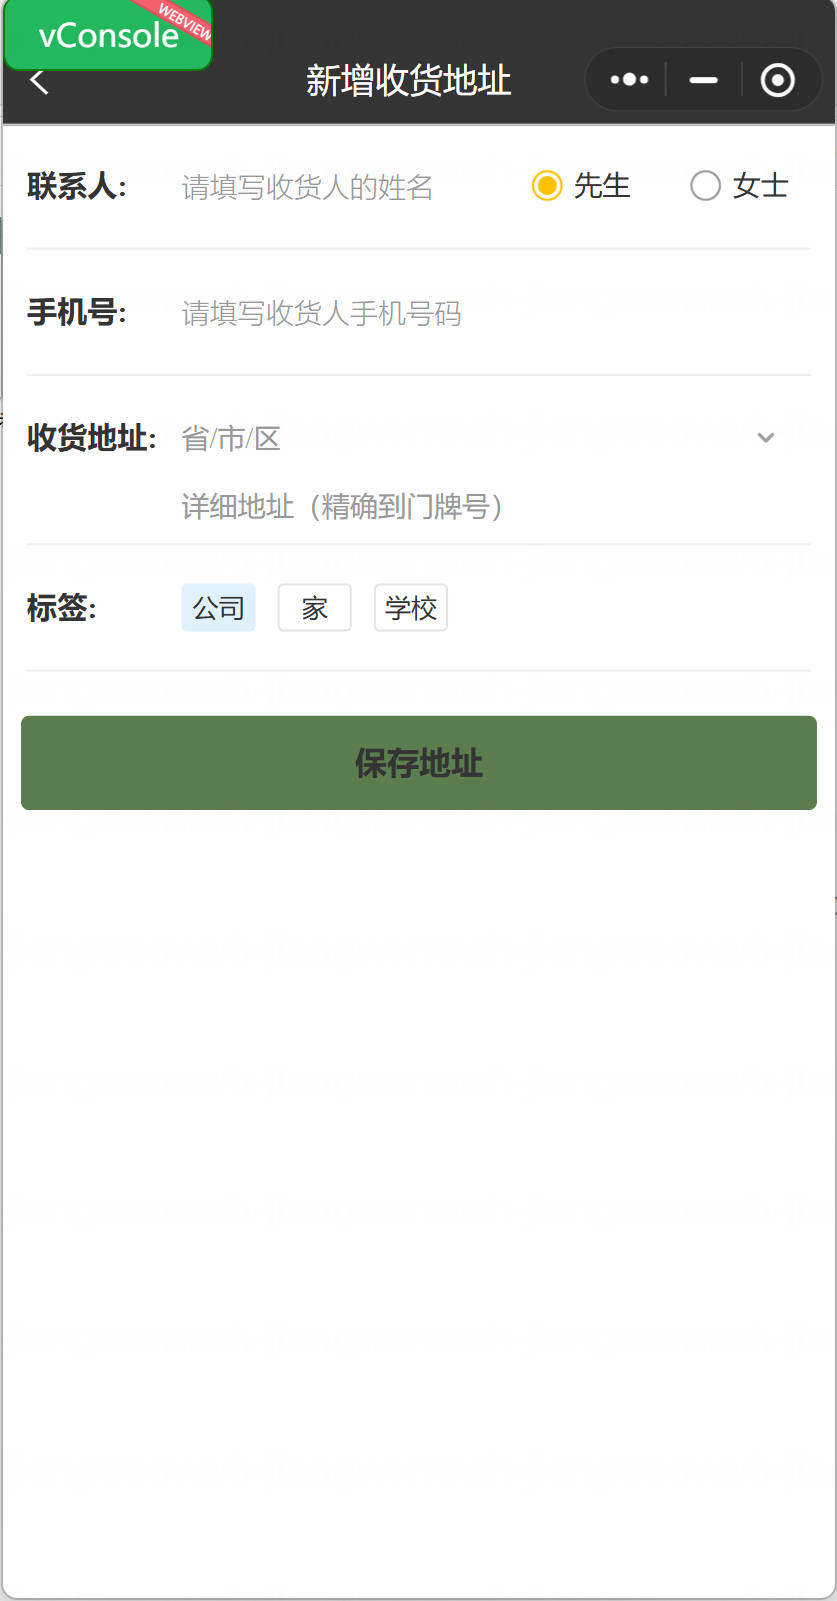 vConsole
WEBVIEW
新增收货地址
联系人: 请填写收货人的姓名 先生 女士
手机号: 请填写收货人手机号码
收货地址: 省/市/区
详细地址（精确到门牌号）
标签: 公司 家 学校
保存地址